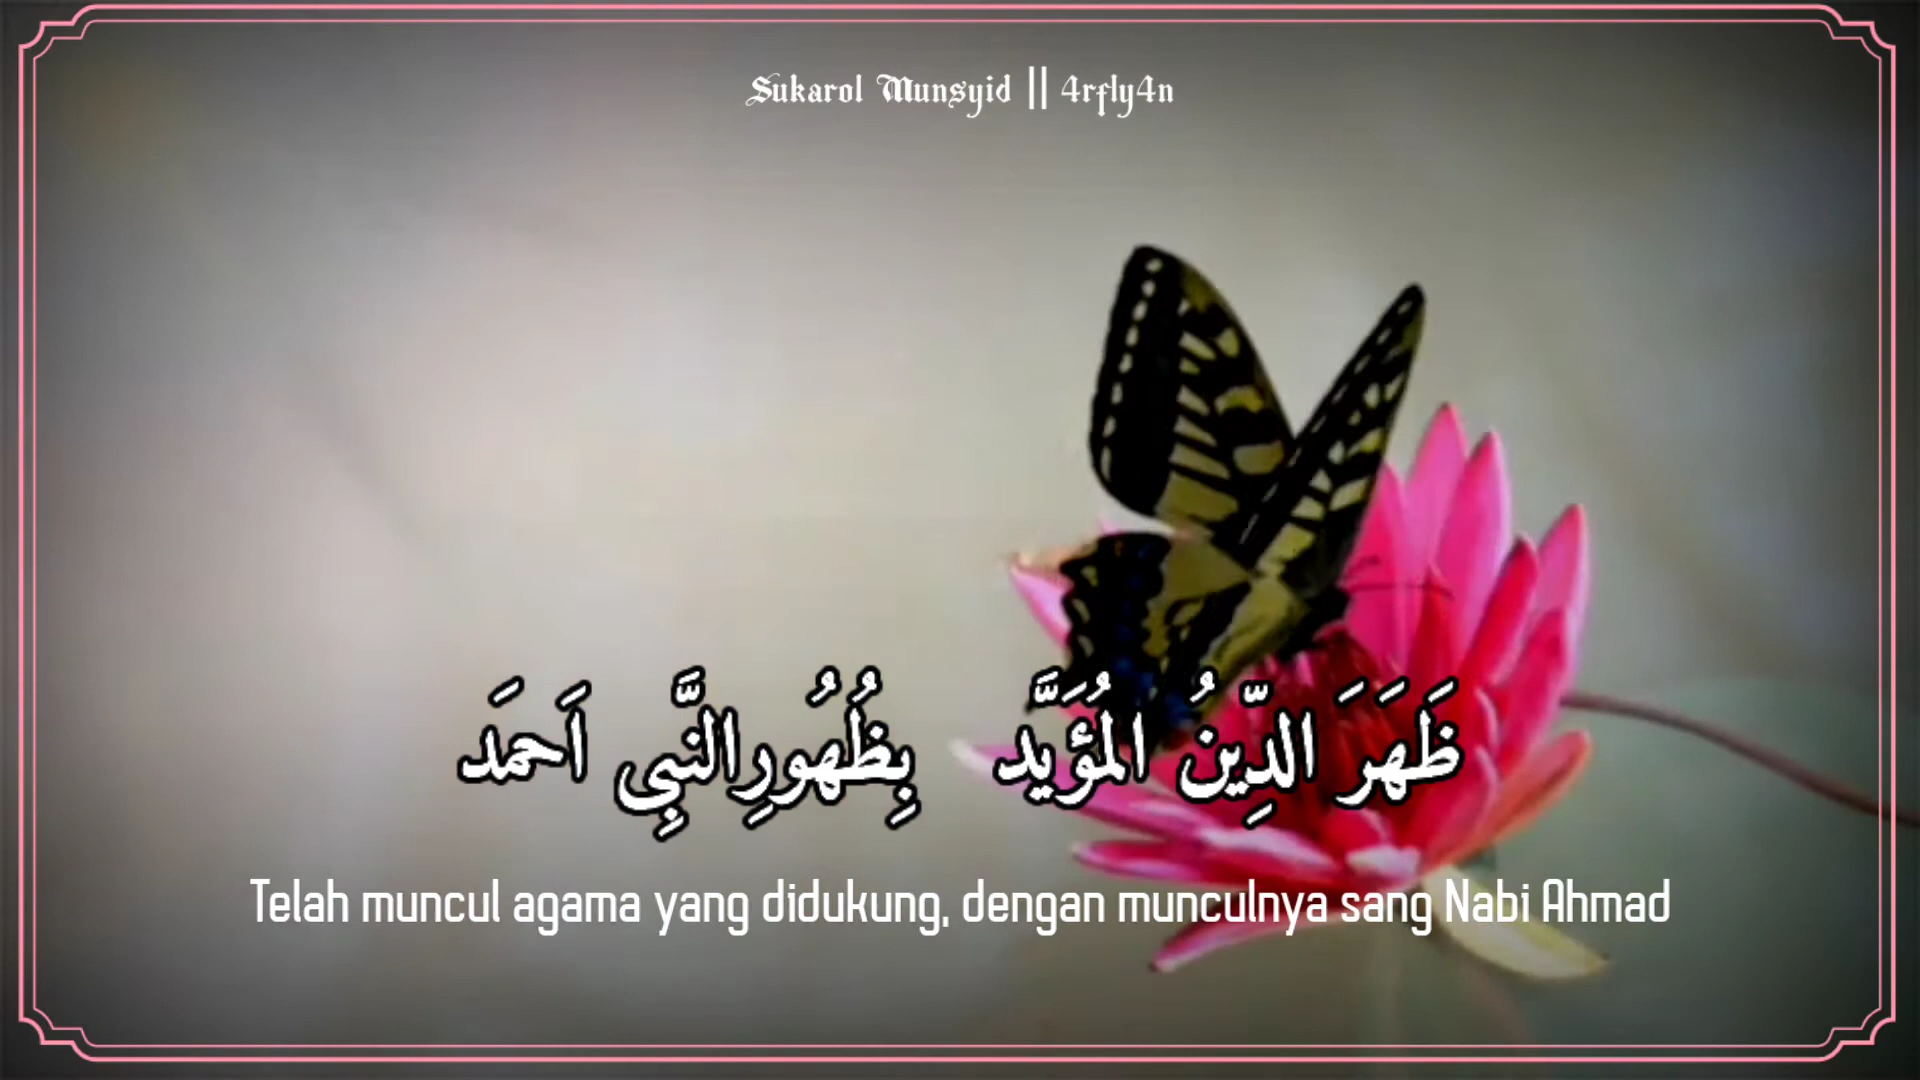 Sukarol Munsyid || 4rfly4n
ظَهَرَ الدِّينُ المُؤَيَّد بِظُهُورِالنَّبِي اَحمَد
Telah muncul agama yang didukung, dengan munculnya sang Nabi Ahmad